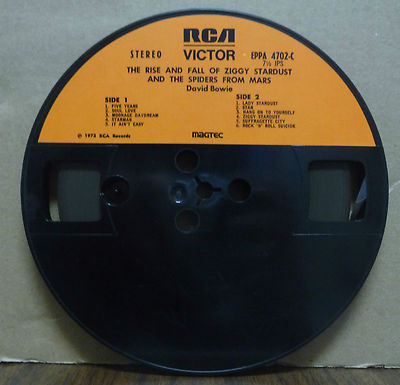 RCA
STEREO VICTOR EPPA 4702-C
7½ IPS
THE RISE AND FALL OF ZIGGY STARDUST
AND THE SPIDERS FROM MARS
David Bowie
SIDE 1
1. FIVE YEARS
2. SOUL LOVE
3. MOONAGE DAYDREAM
4. STARMAN
5. IT AIN'T EASY
SIDE 2
1. LADY STARDUST
2. STAR
3. HANG ON TO YOURSELF
4. ZIGGY STARDUST
5. SUFFRAGETTE CITY
6. ROCK 'N' ROLL SUICIDE
℗ 1972 RCA Records
MAGTEC